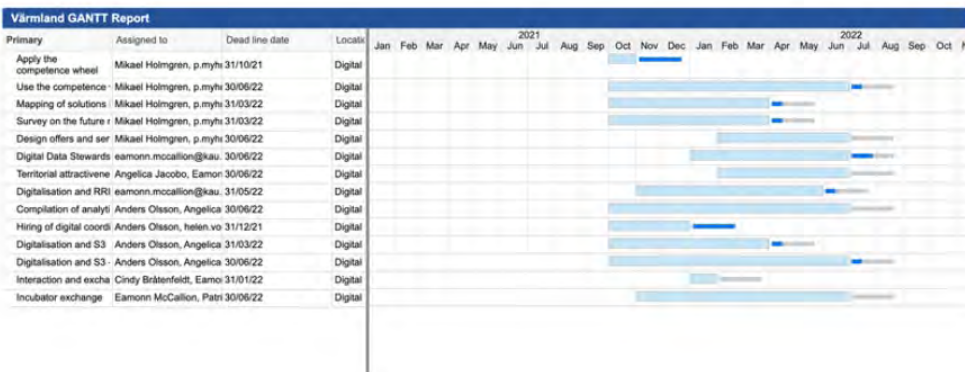 Värmland GANTT Report
Primary Assigned to Dead line date Locatic
2021 2022
Jan Feb Mar Apr May Jun Jul Aug Sep Oct Nov Dec Jan Feb Mar Apr May Jun Jul Aug Sep Oct
Apply the
competence wheel Mikael Holmgren, p.myhr 31/10/21 Digital
Use the competence Mikael Holmgren, p.myhr 30/06/22 Digital
Mapping of solutions Mikael Holmgren, p.myhr 31/03/22 Digital
Survey on the future r Mikael Holmgren, p.myhr 31/03/22 Digital
Design offers and ser Mikael Holmgren, p.myhr 30/06/22 Digital
Digital Data Stewards eamonn.mccallion@kau. 30/06/22 Digital
Territorial attractivene Angelica Jacobo, Eamon 30/06/22 Digital
Digitalisation and RRI eamonn.mccallion@kau. 31/05/22 Digital
Compilation of analyti Anders Olsson, Angelica 30/06/22 Digital
Hiring of digital coordi Anders Olsson, helen.vo 31/12/21 Digital
Digitalisation and S3 Anders Olsson, Angelica 31/03/22 Digital
Digitalisation and S3 - Anders Olsson, Angelica 30/06/22 Digital
Interaction and excha Cindy Bråtenfeldt, Eamo 31/01/22 Digital
Incubator exchange Eamonn McCallion, Patri 30/06/22 Digital